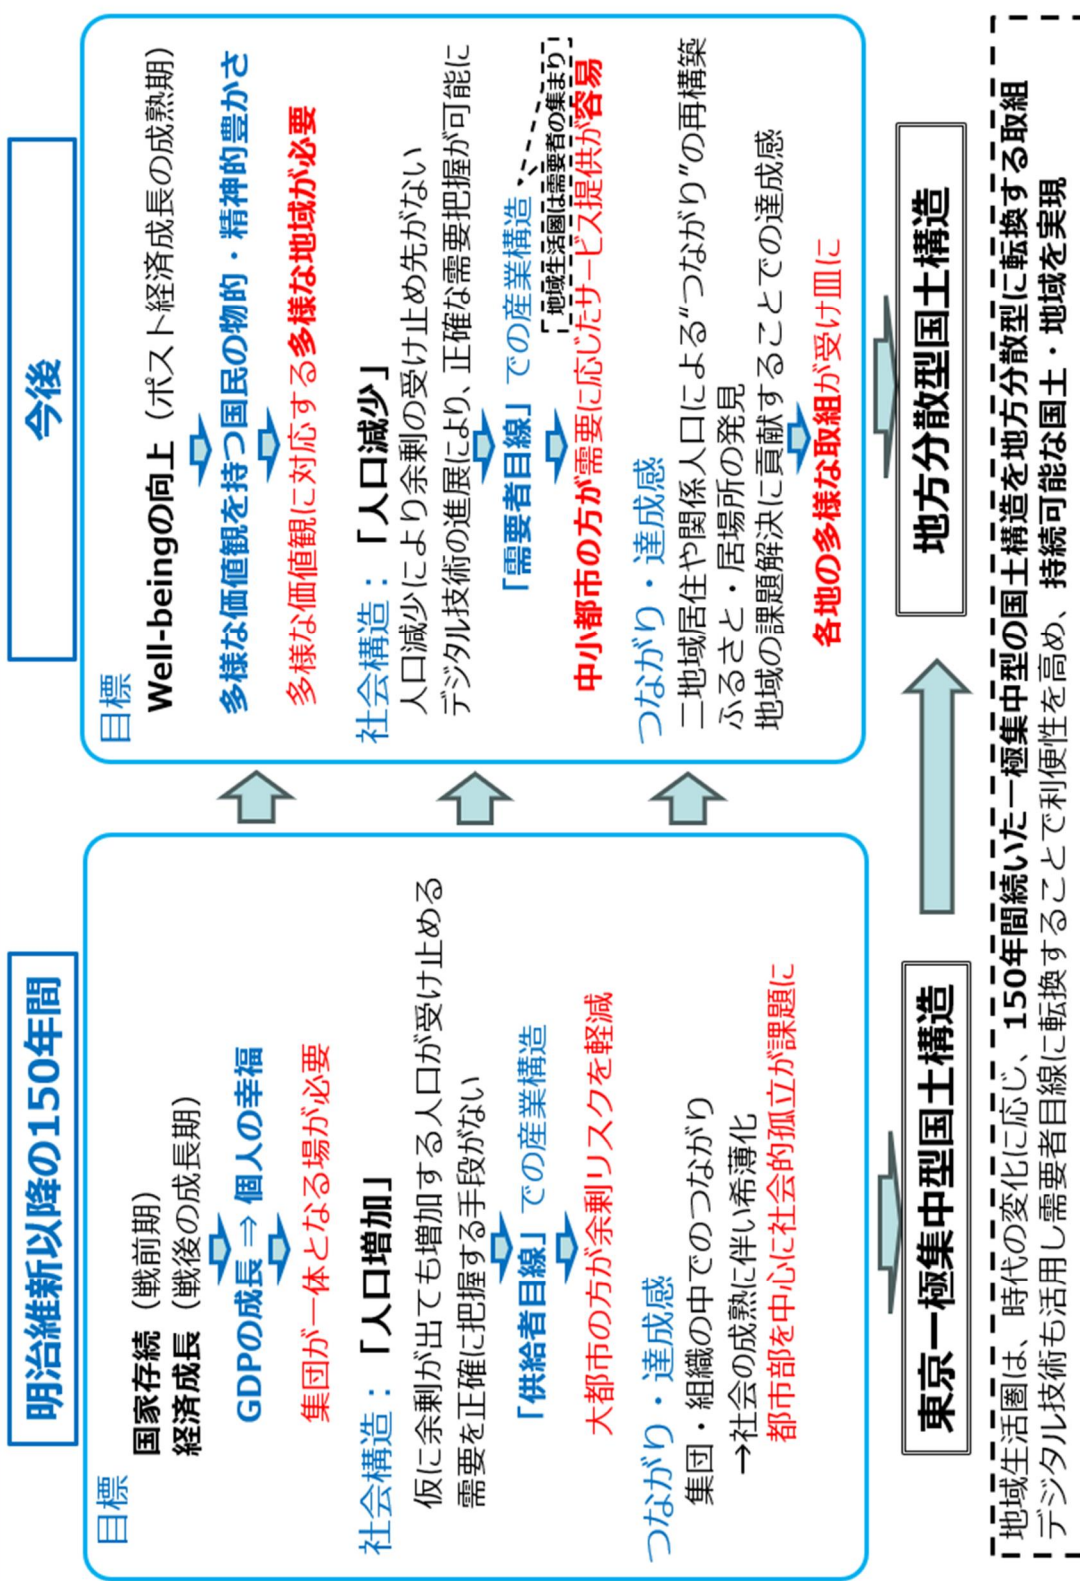 明治維新以降の150年間
目標
国家存続（戦前期）
経済成長（戦後の成長期）
GDPの成長⇒個人の幸福
集団が一体となる場が必要
社会構造：「人口増加」
仮に余剰が出ても増加する人口が受け止める
需要を正確に把握する手段がない
「供給者目線」での産業構造
大都市の方が余剰リスクを軽減
つながり・達成感
集団・組織の中でのつながり
→社会の成熟に伴い希薄化
都市部を中心に社会的孤立が課題に
東京一極集中型国土構造
今後
目標
Well-beingの向上（ポスト経済成長の成熟期）
多様な価値観を持つ国民の物的・精神的豊かさ
多様な価値観に対応する多様な地域が必要
社会構造：「人口減少」
人口減少により余剰の受け止め先がない
デジタル技術の進展により、正確な需要把握が可能に
「需要者目線」での産業構造
地域生活圏は需要者の集まり
中小都市の方が需要に応じたサービス提供が容易
つながり・達成感
二地域居住や関係人口による“つながり”の再構築
ふるさと・居場所の発見
地域の課題解決に貢献することでの達成感
各地の多様な取組が受け皿に
地方分散型国土構造
地域生活圏は、時代の変化に応じ、150年間続いた一極集中型の国土構造を地方分散型に転換する取組
デジタル技術も活用し需要者目線に転換することで利便性を高め、持続可能な国土・地域を実現